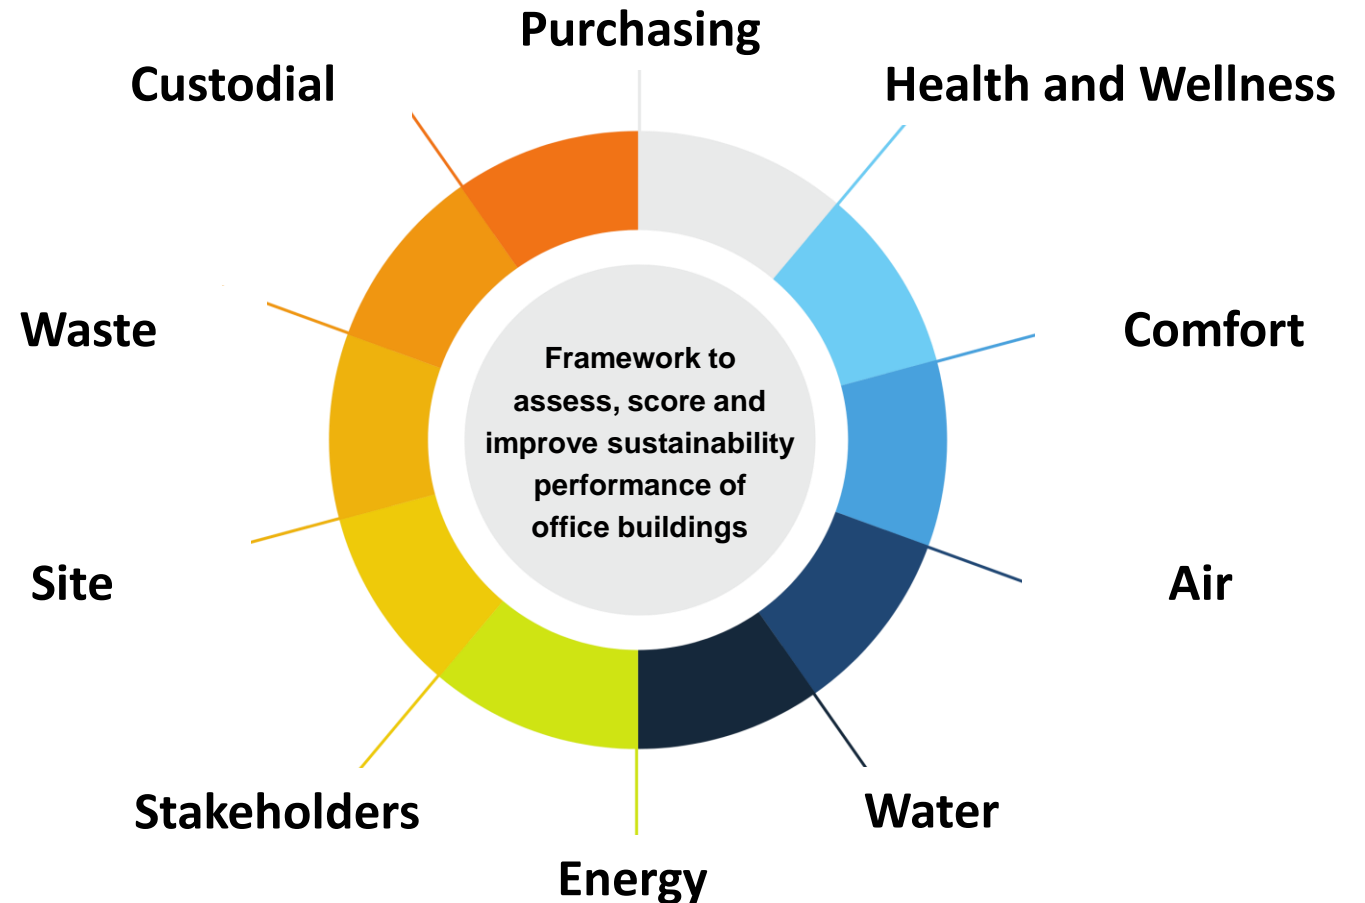 Purchasing
Custodial
Health and Wellness
Waste
Comfort
Framework to
assess, score and
improve sustainability
performance of
office buildings
Site
Air
Stakeholders
Water
Energy